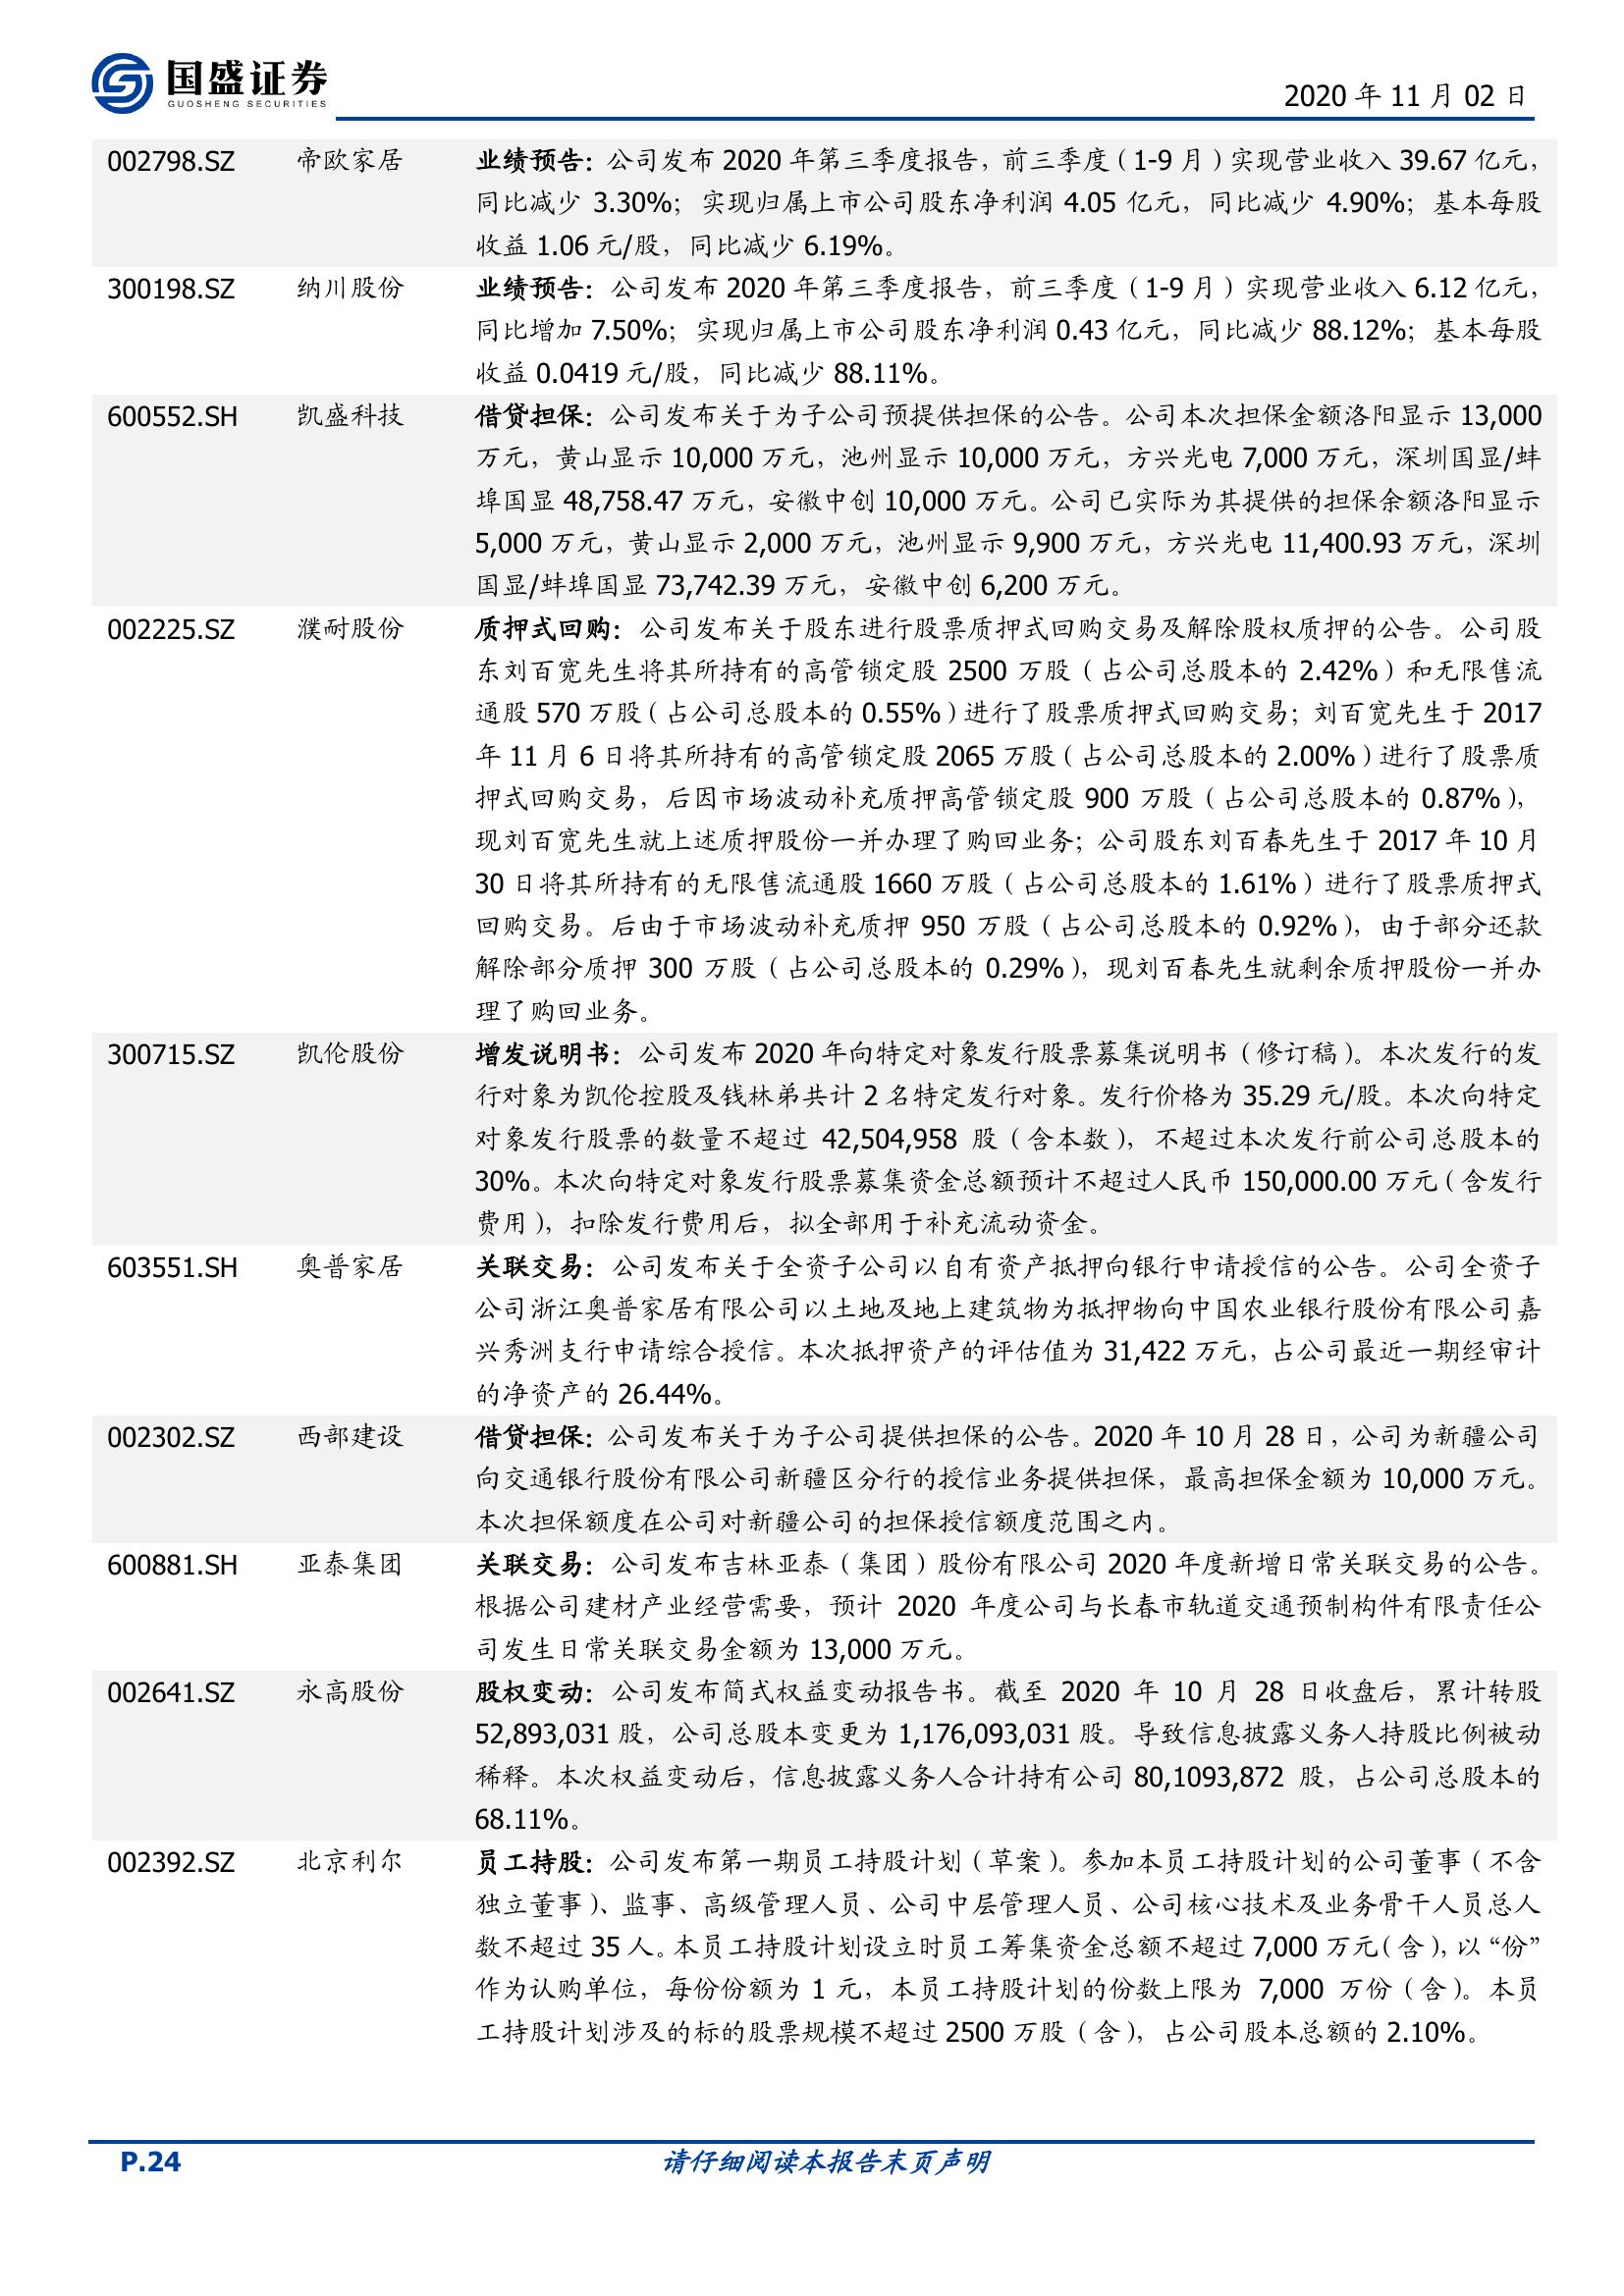 国盛证券
GUOSHENG SECURITIES
2020 年 11 月 02 日
002798.SZ 帝欧家居 业绩预告：公司发布 2020 年第三季度报告，前三季度（1-9 月）实现营业收入 39.67 亿元，
同比减少 3.30%；实现归属上市公司股东净利润 4.05 亿元，同比减少 4.90%；基本每股
收益 1.06 元/股，同比减少 6.19%。
300198.SZ 纳川股份 业绩预告：公司发布 2020 年第三季度报告，前三季度（1-9 月）实现营业收入 6.12 亿元，
同比增加 7.50%；实现归属上市公司股东净利润 0.43 亿元，同比减少 88.12%；基本每股
收益 0.0419 元/股，同比减少 88.11%。
600552.SH 凯盛科技 借贷担保：公司发布关于为子公司预提供担保的公告。公司本次担保金额洛阳显示 13,000
万元，黄山显示 10,000 万元，池州显示 10,000 万元，方兴光电 7,000 万元，深圳国显/蚌
埠国显 48,758.47 万元，安徽中创 10,000 万元。公司已实际为其提供的担保余额洛阳显示
5,000 万元，黄山显示 2,000 万元，池州显示 9,900 万元，方兴光电 11,400.93 万元，深圳
国显/蚌埠国显 73,742.39 万元，安徽中创 6,200 万元。
002225.SZ 濮耐股份 质押式回购：公司发布关于股东进行股票质押式回购交易及解除股权质押的公告。公司股
东刘百宽先生将其所持有的高管锁定股 2500 万股（占公司总股本的 2.42%）和无限售流
通股 570 万股（占公司总股本的 0.55%）进行了股票质押式回购交易；刘百宽先生于 2017
年 11 月 6 日将其所持有的高管锁定股 2065 万股（占公司总股本的 2.00%）进行了股票质
押式回购交易，后因市场波动补充质押高管锁定股 900 万股（占公司总股本的 0.87%），
现刘百宽先生就上述质押股份一并办理了购回业务；公司股东刘百春先生于 2017 年 10 月
30 日将其所持有的无限售流通股 1660 万股（占公司总股本的 1.61%）进行了股票质押式
回购交易。后由于市场波动补充质押 950 万股（占公司总股本的 0.92%），由于部分还款
解除部分质押 300 万股（占公司总股本的 0.29%），现刘百春先生就剩余质押股份一并办
理了购回业务。
300715.SZ 凯伦股份 增发说明书：公司发布 2020 年向特定对象发行股票募集说明书（修订稿）。本次发行的发
行对象为凯伦控股及钱林弟共计 2 名特定发行对象。发行价格为 35.29 元/股。本次向特定
对象发行股票的数量不超过 42,504,958 股（含本数），不超过本次发行前公司总股本的
30%。本次向特定对象发行股票募集资金总额预计不超过人民币 150,000.00 万元（含发行
费用），扣除发行费用后，拟全部用于补充流动资金。
603551.SH 奥普家居 关联交易：公司发布关于全资子公司以自有资产抵押向银行申请授信的公告。公司全资子
公司浙江奥普家居有限公司以土地及地上建筑物为抵押物向中国农业银行股份有限公司嘉
兴秀洲支行申请综合授信。本次抵押资产的评估值为 31,422 万元，占公司最近一期经审计
的净资产的 26.44%。
002302.SZ 西部建设 借贷担保：公司发布关于为子公司提供担保的公告。2020 年 10 月 28 日，公司为新疆公司
向交通银行股份有限公司新疆区分行的授信业务提供担保，最高担保金额为 10,000 万元。
本次担保额度在公司对新疆公司的担保授信额度范围之内。
600881.SH 亚泰集团 关联交易：公司发布吉林亚泰（集团）股份有限公司 2020 年度新增日常关联交易的公告。
根据公司建材产业经营需要，预计 2020 年度公司与长春市轨道交通预制构件有限责任公
司发生日常关联交易金额为 13,000 万元。
002641.SZ 永高股份 股权变动：公司发布简式权益变动报告书。截至 2020 年 10 月 28 日收盘后，累计转股
52,893,031 股，公司总股本变更为 1,176,093,031 股。导致信息披露义务人持股比例被动
稀释。本次权益变动后，信息披露义务人合计持有公司 80,1093,872 股，占公司总股本的
68.11%。
002392.SZ 北京利尔 员工持股：公司发布第一期员工持股计划（草案）。参加本员工持股计划的公司董事（不含
独立董事）、监事、高级管理人员、公司中层管理人员、公司核心技术及业务骨干人员总人
数不超过 35 人。本员工持股计划设立时员工筹集资金总额不超过 7,000 万元（含），以“份”
作为认购单位，每份份额为 1 元，本员工持股计划的份数上限为 7,000 万份（含）。本员
工持股计划涉及的标的股票规模不超过 2500 万股（含），占公司股本总额的 2.10%。
P.24 请仔细阅读本报告末页声明